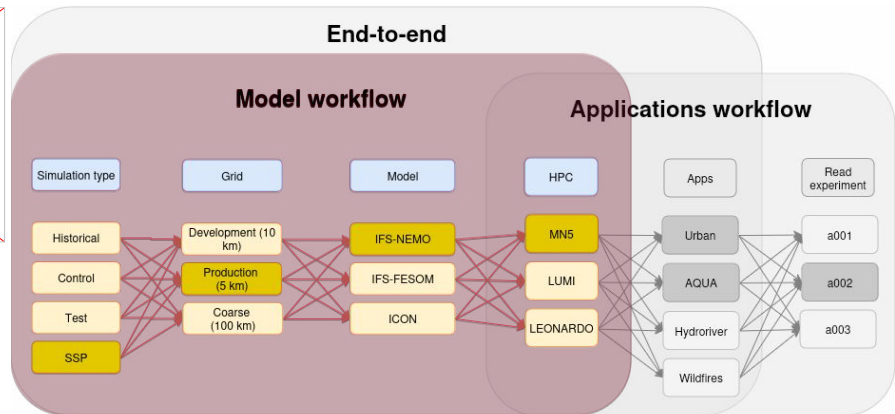 End-to-end
Model workflow
Applications workflow
Simulation type
Grid
Model
HPC
Apps
Read
experiment
Historical
Development (10
km)
IFS-NEMO
MN5
Urban
a001
Control
Production
(5 km)
IFS-FESOM
LUMI
AQUA
a002
Test
Coarse
(100 km)
ICON
LEONARDO
Hydroriver
a003
SSP
Wildfires